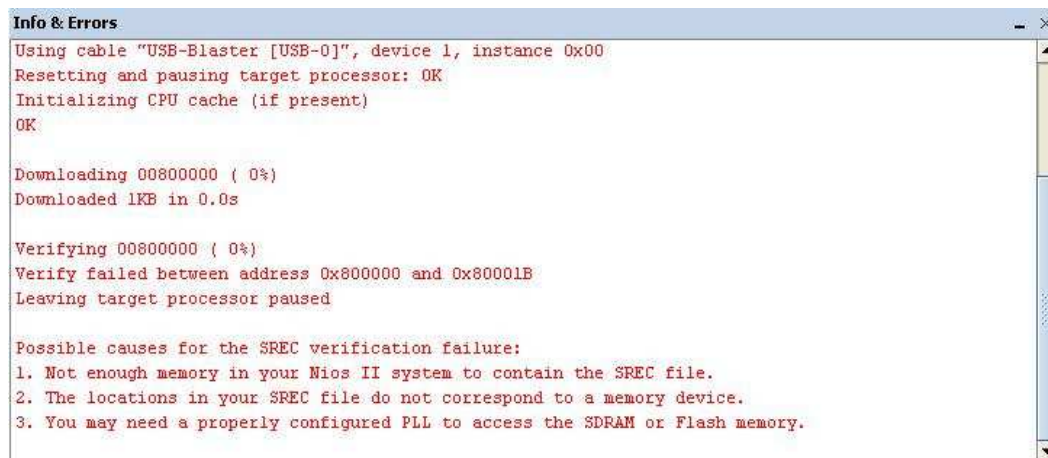 Info & Errors
Using cable "USB-Blaster [USB-0]", device 1, instance 0x00
Resetting and pausing target processor: OK
Initializing CPU cache (if present)
OK
Downloading 00800000 ( 0%)
Downloaded 1KB in 0.0s
Verifying 00800000 ( 0%)
Verify failed between address 0x800000 and 0x80001B
Leaving target processor paused
Possible causes for the SREC verification failure:
1. Not enough memory in your Nios II system to contain the SREC file.
2. The locations in your SREC file do not correspond to a memory device.
3. You may need a properly configured PLL to access the SDRAM or Flash memory.